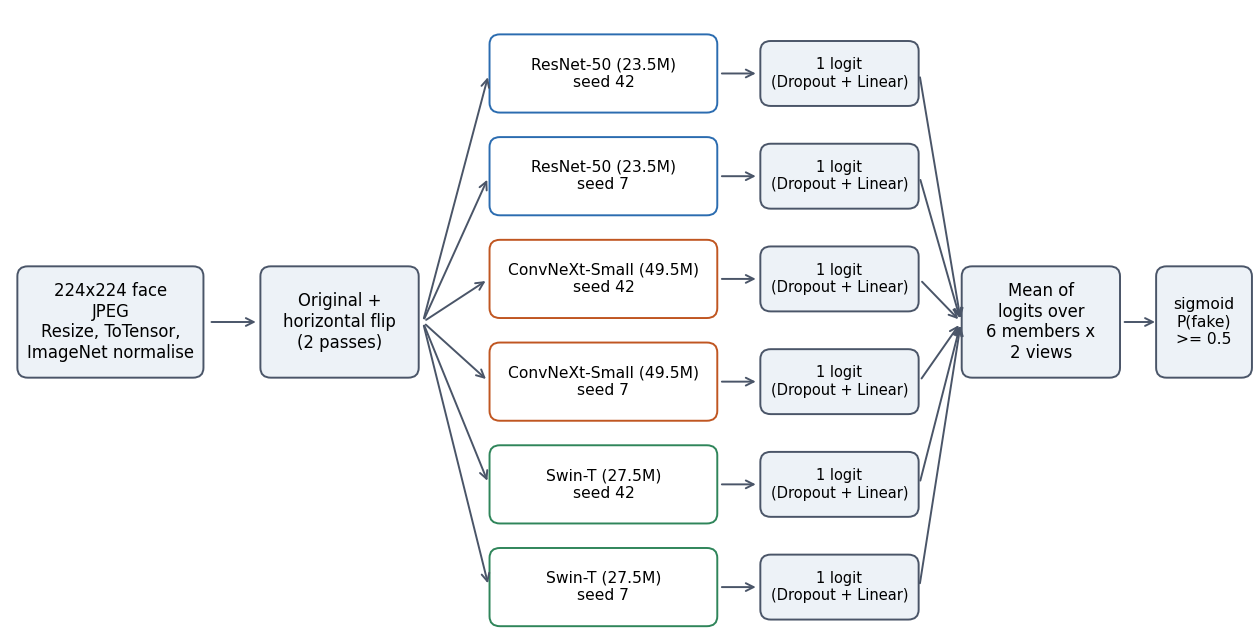 224x224 face
JPEG
Resize, ToTensor,
ImageNet normalise
Original +
horizontal flip
(2 passes)
ResNet-50 (23.5M)
seed 42
1 logit
(Dropout + Linear)
ResNet-50 (23.5M)
seed 7
1 logit
(Dropout + Linear)
ConvNeXt-Small (49.5M)
seed 42
1 logit
(Dropout + Linear)
ConvNeXt-Small (49.5M)
seed 7
1 logit
(Dropout + Linear)
Swin-T (27.5M)
seed 42
1 logit
(Dropout + Linear)
Swin-T (27.5M)
seed 7
1 logit
(Dropout + Linear)
Mean of
logits over
6 members x
2 views
sigmoid
P(fake)
>= 0.5